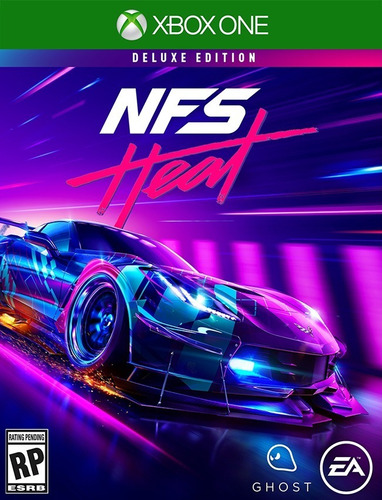 XBOX ONE
DELUXE EDITION
NFS
Heat
RATING PENDING
RP
ESRB
GHOST
EA